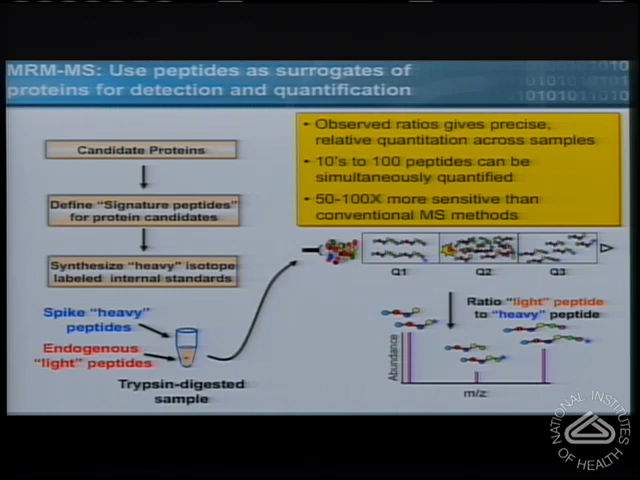 MRM-MS: Use peptides as surrogates of
proteins for detection and quantification
Candidate Proteins
Define “Signature peptides”
for protein candidates
Synthesize “heavy” isotope
labeled internal standards
Spike “heavy”
peptides
Endogenous
“light” peptides
Trypsin-digested
sample
• Observed ratios gives precise,
relative quantitation across samples
• 10's to 100 peptides can be
simultaneously quantified
• 50-100X more sensitive than
conventional MS methods
Q1
Q2
Q3
Ratio “light” peptide
to “heavy” peptide
Abundance
m/z
NATIONAL INSTITUTES
OF HEALTH